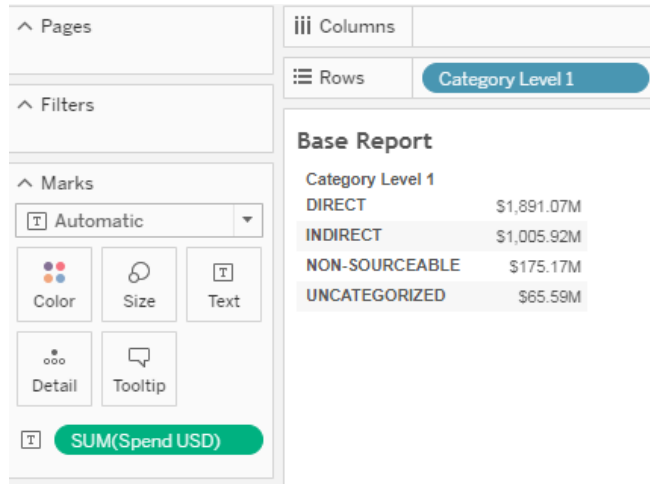 Pages
Columns
Rows
Category Level 1
Filters
Base Report
Marks
Category Level 1
DIRECT $1,891.07M
T Automatic
INDIRECT $1,005.92M
NON-SOURCEABLE $175.17M
T
Color Size Text
UNCATEGORIZED $65.59M
Detail Tooltip
T SUM(Spend USD)